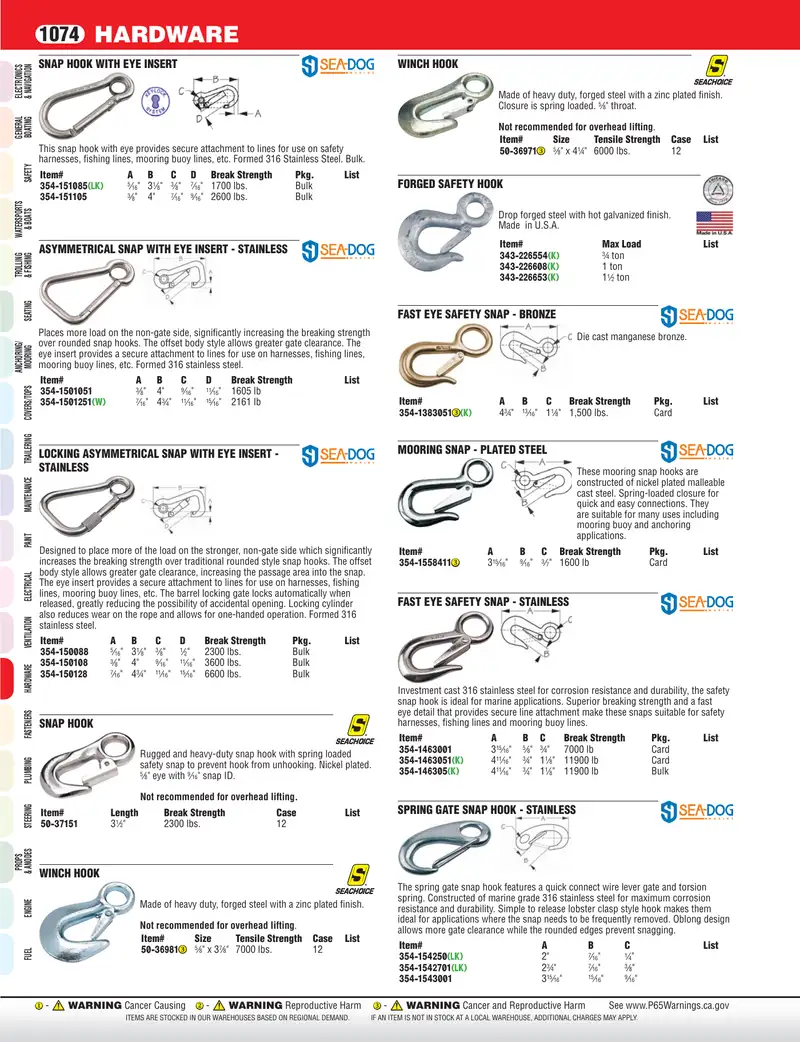 1074 HARDWARE
ELECTRONICS
& NAVIGATION
GENERAL
BOATING
SAFETY
WATERSPORTS
& BOATS
TROLLING
& FISHING
SEATING
ANCHORING/
MOORING
COVERS/TOPS
TRAILERING
MAINTENANCE
PAINT
ELECTRICAL
VENTILATION
HARDWARE
FASTENERS
PLUMBING
STEERING
PROPS
& ANODES
ENGINE
FUEL
SNAP HOOK WITH EYE INSERT
SEA-DOG
KEYLOCK
SYSTEM
B
C
D
A
This snap hook with eye provides secure attachment to lines for use on safety
harnesses, fishing lines, mooring buoy lines, etc. Formed 316 Stainless Steel. Bulk.
Item# A B C D Break Strength Pkg. List
354-151085(LK) 5⁄16" 31⁄8" 3⁄8" 7⁄16" 1700 lbs. Bulk
354-151105 3⁄8" 4" 7⁄16" 9⁄16" 2600 lbs. Bulk
ASYMMETRICAL SNAP WITH EYE INSERT - STAINLESS
SEA-DOG
Places more load on the non-gate side, significantly increasing the breaking strength
over rounded snap hooks. The offset body style allows greater gate clearance. The
eye insert provides a secure attachment to lines for use on harnesses, fishing lines,
mooring buoy lines, etc. Formed 316 stainless steel.
Item# A B C D Break Strength List
354-1501051 3⁄8" 4" 9⁄16" 11⁄16" 1605 lb
354-1501251(W) 7⁄16" 43⁄4" 11⁄16" 15⁄16" 2161 lb
LOCKING ASYMMETRICAL SNAP WITH EYE INSERT -
STAINLESS
SEA-DOG
Designed to place more of the load on the stronger, non-gate side which significantly
increases the breaking strength over traditional rounded style snap hooks. The offset
body style allows greater gate clearance, increasing the passage area into the snap.
The eye insert provides a secure attachment to lines for use on harnesses, fishing
lines, mooring buoy lines, etc. The barrel locking gate locks automatically when
released, greatly reducing the possibility of accidental opening. Locking cylinder
also reduces wear on the rope and allows for one-handed operation. Formed 316
stainless steel.
Item# A B C D Break Strength Pkg. List
354-150088 5⁄16" 31⁄8" 3⁄8" 1⁄2" 2300 lbs. Bulk
354-150108 3⁄8" 4" 9⁄16" 11⁄16" 3600 lbs. Bulk
354-150128 7⁄16" 43⁄4" 11⁄16" 15⁄16" 6600 lbs. Bulk
SNAP HOOK
SEACHOICE
Rugged and heavy-duty snap hook with spring loaded
safety snap to prevent hook from unhooking. Nickel plated.
5⁄8" eye with 9⁄16" snap ID.
Not recommended for overhead lifting.
Item# Length Break Strength Case List
50-37151 31⁄2" 2300 lbs. 12
WINCH HOOK
SEACHOICE
Made of heavy duty, forged steel with a zinc plated finish.
Not recommended for overhead lifting.
Item# Size Tensile Strength Case List
50-36981 3 5⁄8" x 37⁄8" 7000 lbs. 12
WINCH HOOK
SEACHOICE
Made of heavy duty, forged steel with a zinc plated finish.
Closure is spring loaded. 5⁄8" throat.
Not recommended for overhead lifting.
Item# Size Tensile Strength Case List
50-36971 3 5⁄8" x 41⁄4" 6000 lbs. 12
FORGED SAFETY HOOK
Made in U.S.A.
Drop forged steel with hot galvanized finish.
Made in U.S.A.
Item# Max Load List
343-226554(K) 3⁄4 ton
343-226608(K) 1 ton
343-226653(K) 11⁄2 ton
FAST EYE SAFETY SNAP - BRONZE
SEA-DOG
A
C
B
Die cast manganese bronze.
Item# A B C Break Strength Pkg. List
354-1383051 3(K) 43⁄4" 13⁄16" 11⁄8" 1,500 lbs. Card
MOORING SNAP - PLATED STEEL
SEA-DOG
A
C
B
These mooring snap hooks are
constructed of nickel plated malleable
cast steel. Spring-loaded closure for
quick and easy connections. They
are suitable for many uses including
mooring buoy and anchoring
applications.
Item# A B C Break Strength Pkg. List
354-1558411 3 315⁄16" 9⁄16" 3⁄7" 1600 lb Card
FAST EYE SAFETY SNAP - STAINLESS
SEA-DOG
A
C
B
Investment cast 316 stainless steel for corrosion resistance and durability, the safety
snap hook is ideal for marine applications. Superior breaking strength and a fast
eye detail that provides secure line attachment make these snaps suitable for safety
harnesses, fishing lines and mooring buoy lines.
Item# A B C Break Strength Pkg. List
354-1463001 315⁄16" 5⁄8" 3⁄4" 7000 lb Card
354-1463051(K) 411⁄16" 3⁄4" 11⁄8" 11900 lb Card
354-146305(K) 411⁄16" 3⁄4" 11⁄8" 11900 lb Bulk
SPRING GATE SNAP HOOK - STAINLESS
SEA-DOG
A
C
B
The spring gate snap hook features a quick connect wire lever gate and torsion
spring. Constructed of marine grade 316 stainless steel for maximum corrosion
resistance and durability. Simple to release lobster clasp style hook makes them
ideal for applications where the snap needs to be frequently removed. Oblong design
allows more gate clearance while the rounded edges prevent snagging.
Item# A B C List
354-154250(LK) 2" 7⁄16" 1⁄4"
354-1542701(LK) 23⁄4" 7⁄16" 3⁄8"
354-1543001 315⁄16" 15⁄16" 9⁄16"
1 - WARNING Cancer Causing 2 - WARNING Reproductive Harm 3 - WARNING Cancer and Reproductive Harm See www.P65Warnings.ca.gov
ITEMS ARE STOCKED IN OUR WAREHOUSES BASED ON REGIONAL DEMAND. IF AN ITEM IS NOT IN STOCK AT A LOCAL WAREHOUSE, ADDITIONAL CHARGES MAY APPLY.